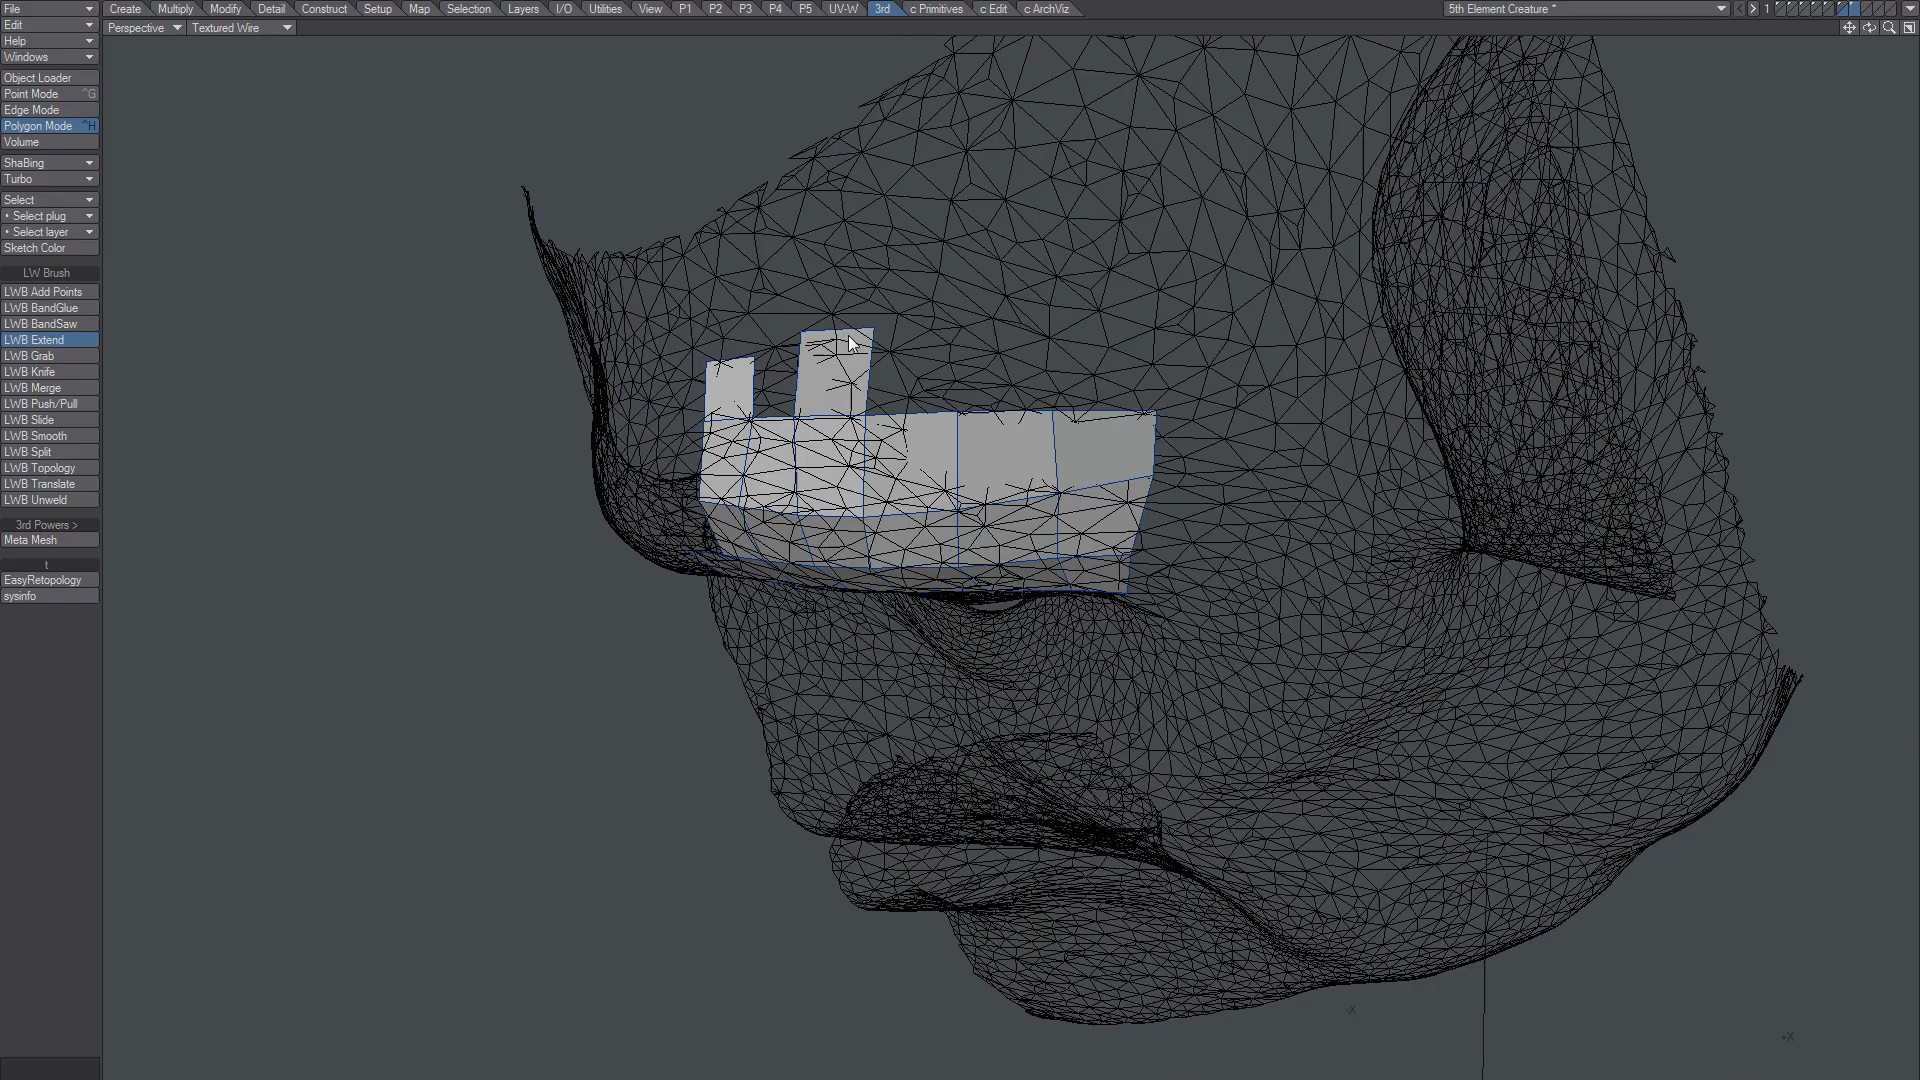 File Create Multiply Modify Detail Construct Setup Map Selection Layers I/O Utilities View P1 P2 P3 P4 P5 UV-W 3rd c Primitives c Edit c ArchViz 5th Element Creature * < > 1
Edit Perspective Textured Wire
Help
Windows
Object Loader
Point Mode ^G
Edge Mode
Polygon Mode ^H
Volume
ShaBing
Turbo
Select
• Select plug
• Select layer
Sketch Color
LW Brush
LWB Add Points
LWB BandGlue
LWB BandSaw
LWB Extend
LWB Grab
LWB Knife
LWB Merge
LWB Push/Pull
LWB Slide
LWB Smooth
LWB Split
LWB Topology
LWB Translate
LWB Unweld
3rd Powers >
Meta Mesh
t
EasyRetopology
sysinfo
-X
+X